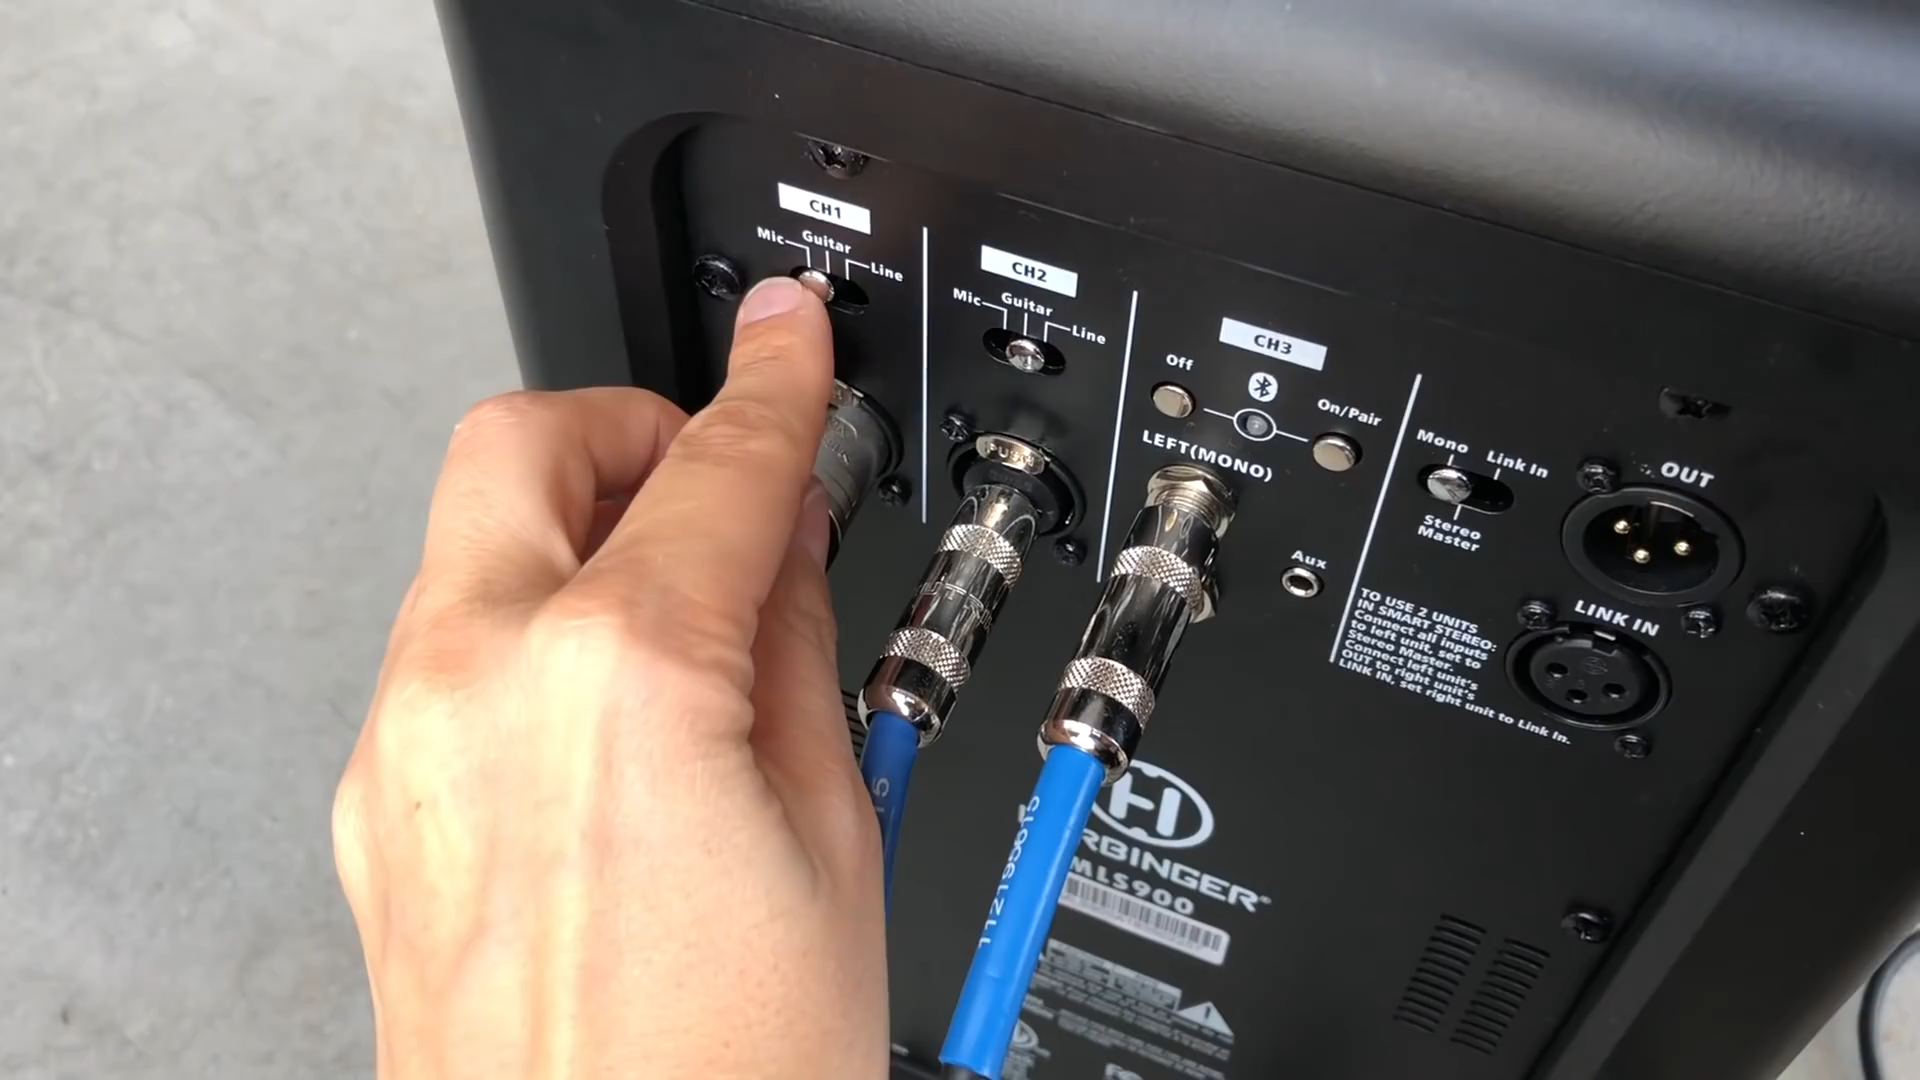 CH1
Mic
Guitar
Line
CH2
Mic
Guitar
Line
PUSH
CH3
Off
On/Pair
LEFT(MONO)
Aux
Mono
Link In
Stereo
Master
OUT
LINK IN
TO USE 2 UNITS
IN SMART STEREO:
Connect all inputs
to left unit, set to
Stereo Master.
Connect left unit's
OUT to right unit's
LINK IN, set right unit to Link In.
H
RBINGER®
MLS900
15
112195615